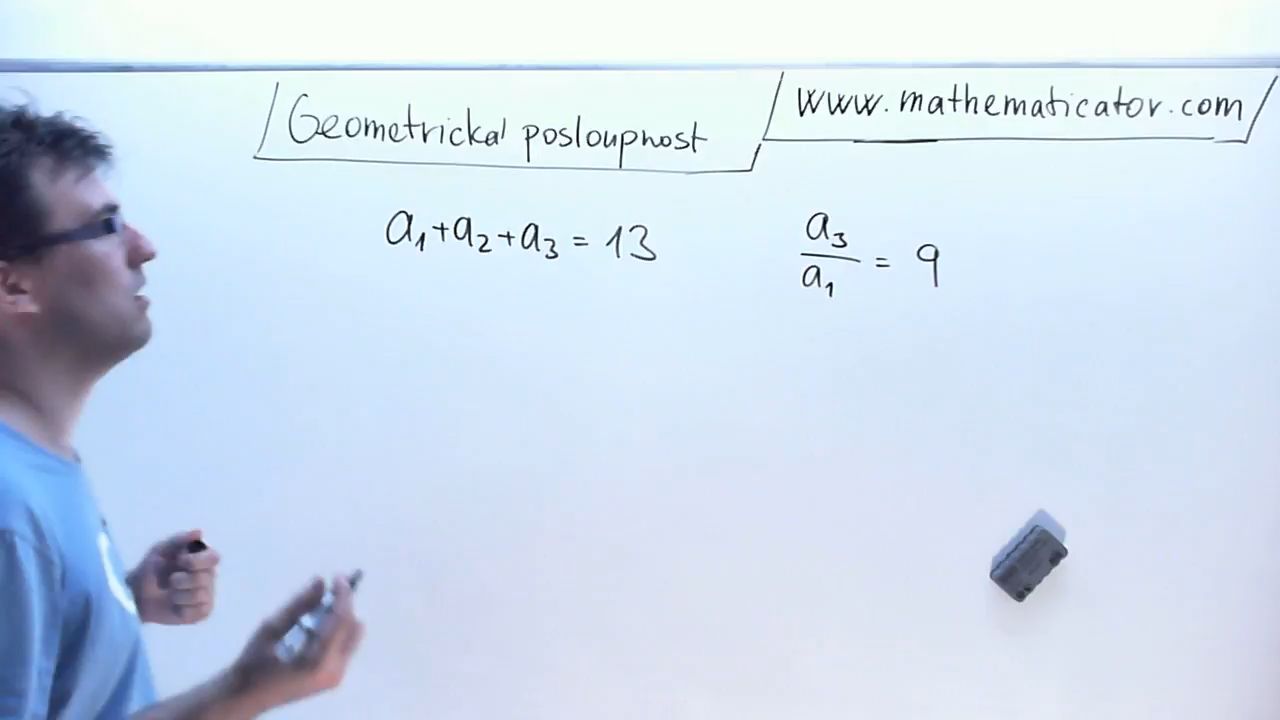 Geometrická posloupnost
www.mathematicator.com
a₁+a₂+a₃ = 13
a₃/a₁ = 9